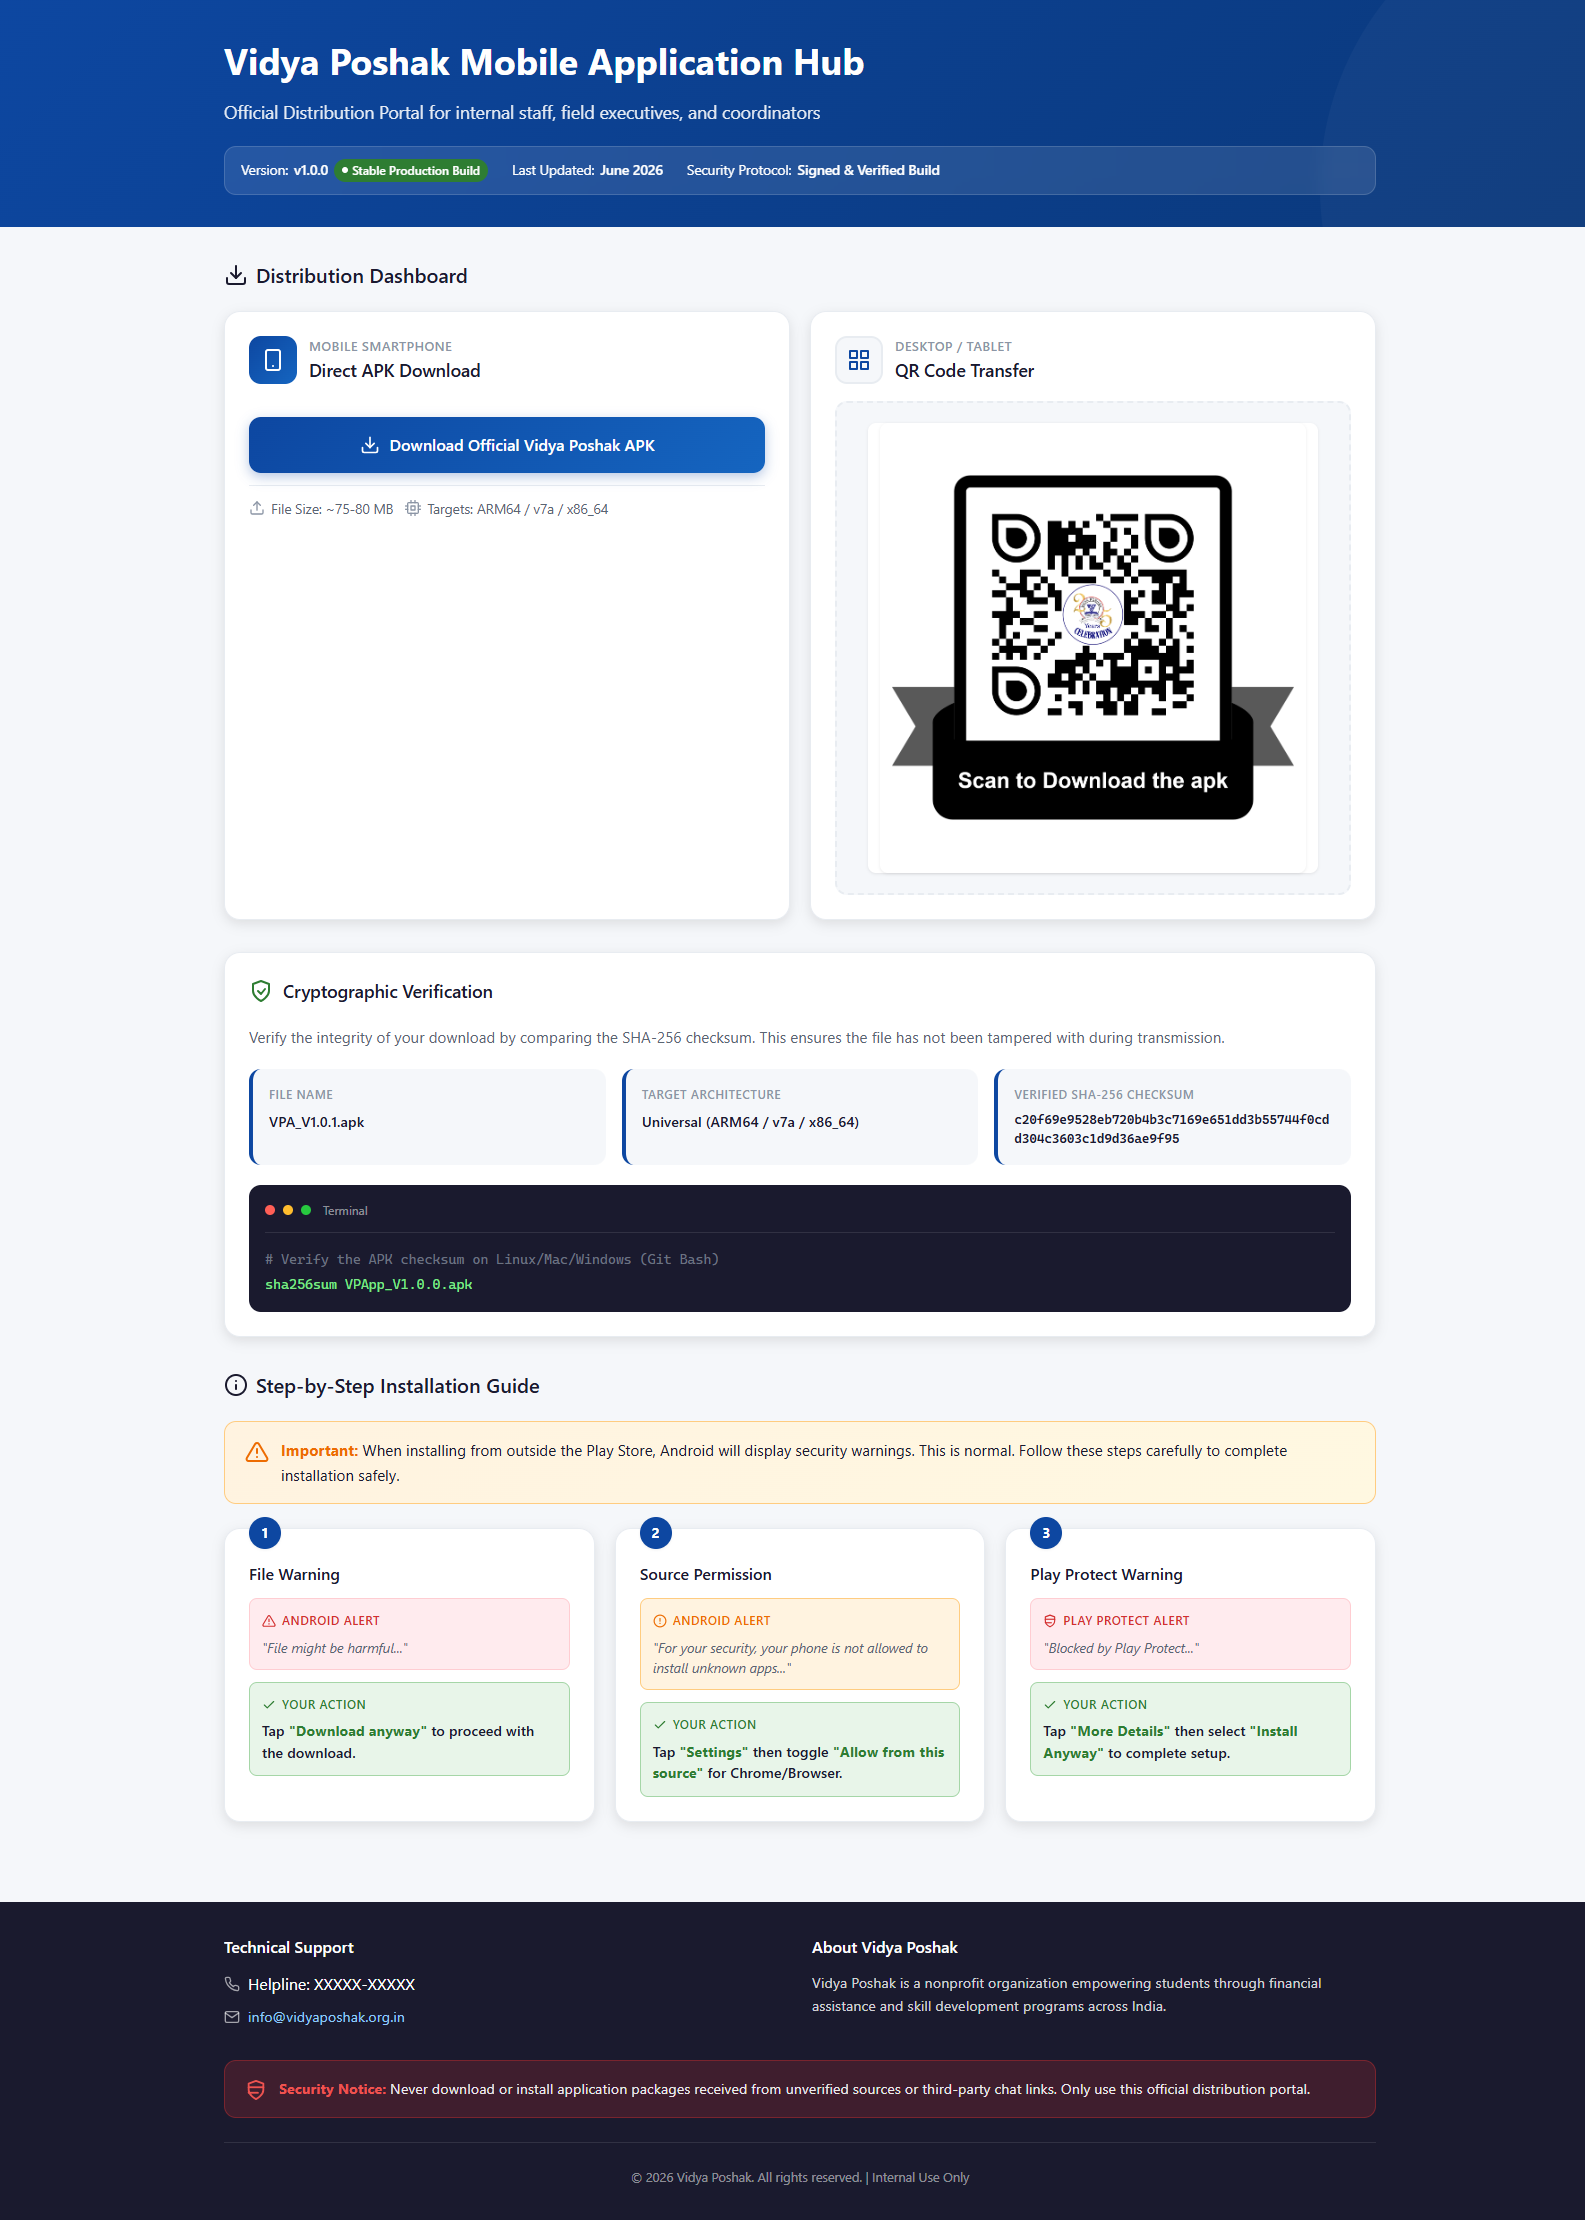 Vidya Poshak Mobile Application Hub
Official Distribution Portal for internal staff, field executives, and coordinators
Version: v1.0.0 Stable Production Build Last Updated: June 2026 Security Protocol: Signed & Verified Build
Distribution Dashboard
MOBILE SMARTPHONE
Direct APK Download
Download Official Vidya Poshak APK
File Size: ~75-80 MB Targets: ARM64 / v7a / x86_64
DESKTOP / TABLET
QR Code Transfer
Years
CELEBRATION
Scan to Download the apk
Cryptographic Verification
Verify the integrity of your download by comparing the SHA-256 checksum. This ensures the file has not been tampered with during transmission.
FILE NAME
VPA_V1.0.1.apk
TARGET ARCHITECTURE
Universal (ARM64 / v7a / x86_64)
VERIFIED SHA-256 CHECKSUM
c20f69e9528eb720b4b3c7169e651dd3b55744f0cd
d304c3603c1d9d36ae9f95
Terminal
# Verify the APK checksum on Linux/Mac/Windows (Git Bash)
sha256sum VPApp_V1.0.0.apk
Step-by-Step Installation Guide
Important: When installing from outside the Play Store, Android will display security warnings. This is normal. Follow these steps carefully to complete
installation safely.
1
File Warning
ANDROID ALERT
"File might be harmful..."
YOUR ACTION
Tap "Download anyway" to proceed with
the download.
2
Source Permission
ANDROID ALERT
"For your security, your phone is not allowed to
install unknown apps..."
YOUR ACTION
Tap "Settings" then toggle "Allow from this
source" for Chrome/Browser.
3
Play Protect Warning
PLAY PROTECT ALERT
"Blocked by Play Protect..."
YOUR ACTION
Tap "More Details" then select "Install
Anyway" to complete setup.
Technical Support
Helpline: XXXXX-XXXXX
info@vidyaposhak.org.in
About Vidya Poshak
Vidya Poshak is a nonprofit organization empowering students through financial
assistance and skill development programs across India.
Security Notice: Never download or install application packages received from unverified sources or third-party chat links. Only use this official distribution portal.
© 2026 Vidya Poshak. All rights reserved. | Internal Use Only